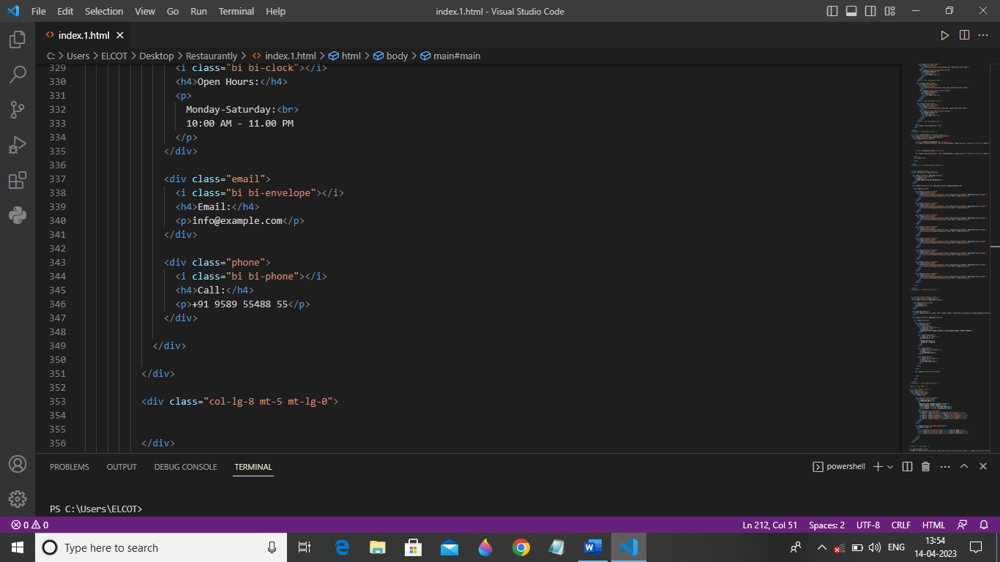 File Edit Selection View Go Run Terminal Help index.1.html - Visual Studio Code
index.1.html
C: > Users > ELCOT > Desktop > Restaurantly > index.1.html > html > body > main#main
329 <i class="bi bi-clock"></i>
330 <h4>Open Hours:</h4>
331 <p>
332 Monday-Saturday:<br>
333 10:00 AM - 11.00 PM
334 </p>
335 </div>
336
337 <div class="email">
338 <i class="bi bi-envelope"></i>
339 <h4>Email:</h4>
340 <p>info@example.com</p>
341 </div>
342
343 <div class="phone">
344 <i class="bi bi-phone"></i>
345 <h4>Call:</h4>
346 <p>+91 9589 55488 55</p>
347 </div>
348
349 </div>
350
351 </div>
352
353 <div class="col-lg-8 mt-5 mt-lg-0">
354
355
356 </div>
PROBLEMS OUTPUT DEBUG CONSOLE TERMINAL powershell
PS C:\Users\ELCOT>
0 0 Ln 212, Col 51 Spaces: 2 UTF-8 CRLF HTML
Type here to search ENG 13:54
14-04-2023